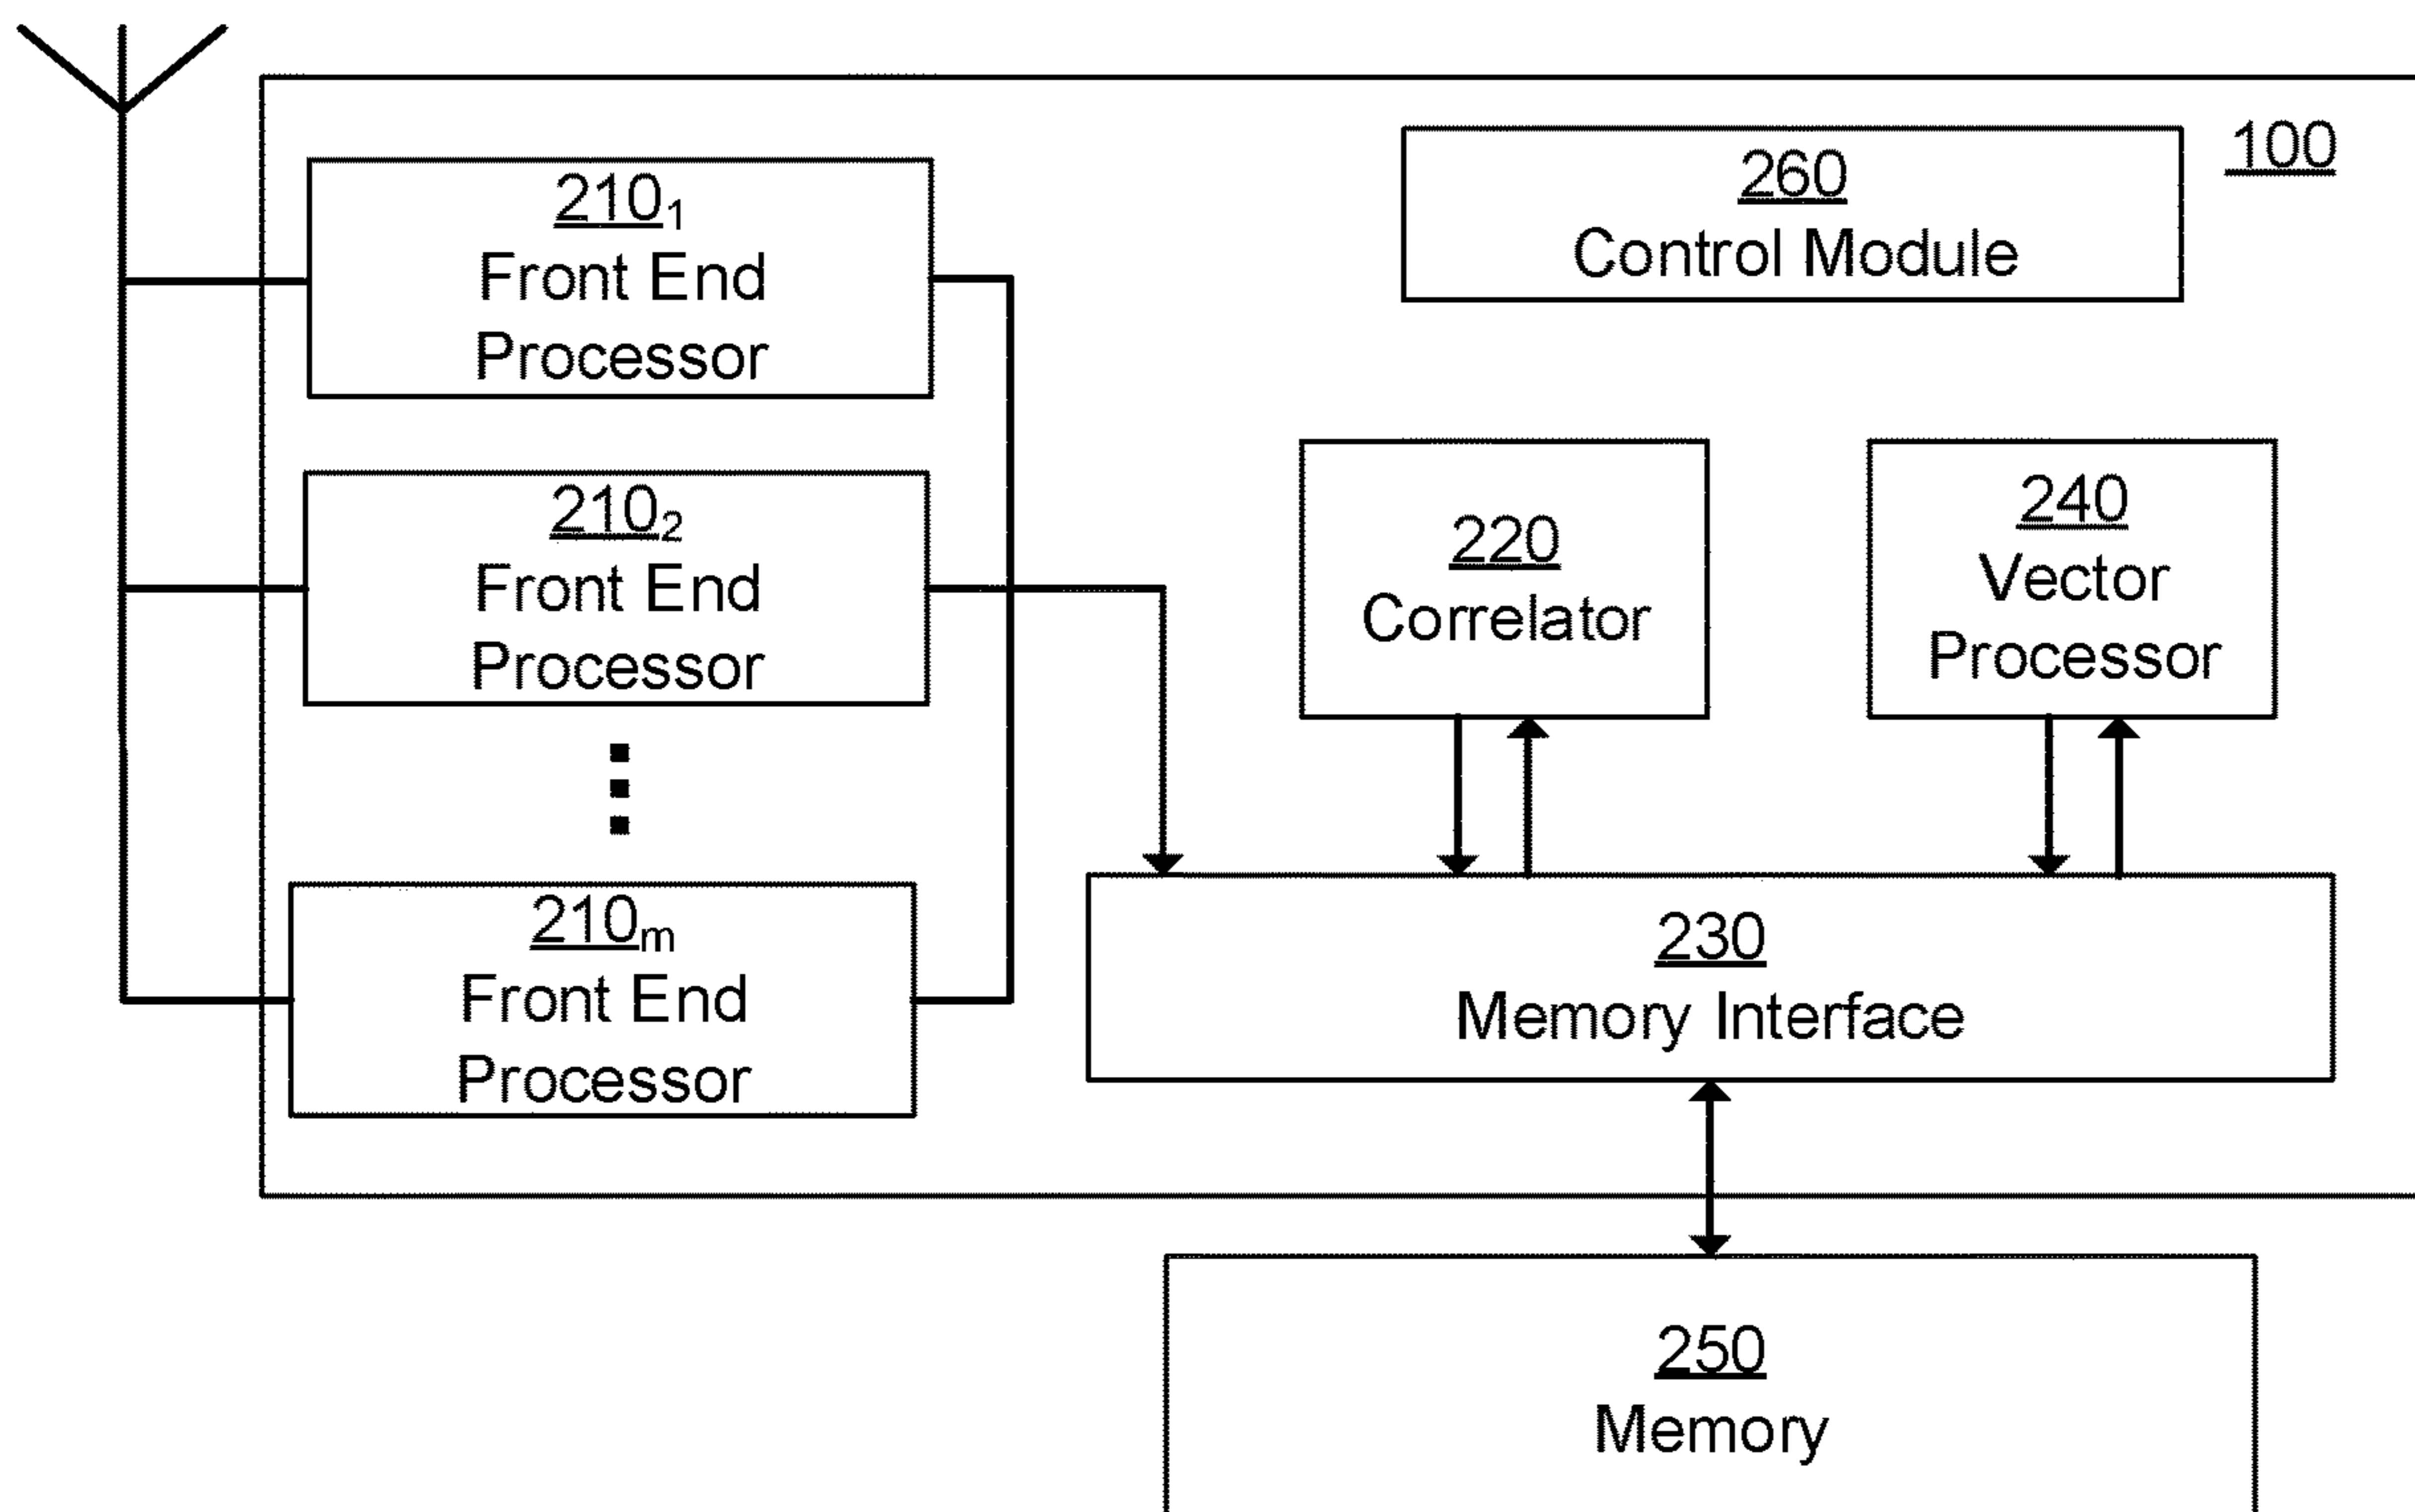 100
260
Control Module
210₁
Front End
Processor
210₂
Front End
Processor
210ₘ
Front End
Processor
220
Correlator
240
Vector
Processor
230
Memory Interface
250
Memory